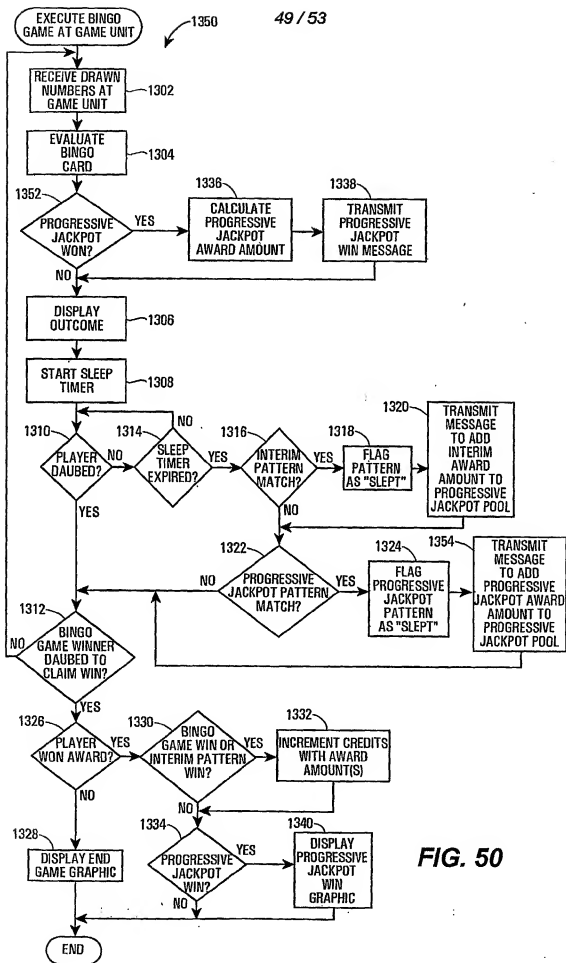 EXECUTE BINGO
GAME AT GAME UNIT
1350
49 / 53
RECEIVE DRAWN
NUMBERS AT
GAME UNIT
1302
EVALUATE
BINGO
CARD
1304
1352
PROGRESSIVE
JACKPOT
WON?
YES
NO
1336
CALCULATE
PROGRESSIVE
JACKPOT
AWARD AMOUNT
1338
TRANSMIT
PROGRESSIVE
JACKPOT
WIN MESSAGE
DISPLAY
OUTCOME
1306
START SLEEP
TIMER
1308
1310
PLAYER
DAUBED?
NO
YES
1314
NO
SLEEP
TIMER
EXPIRED?
YES
1316
INTERIM
PATTERN
MATCH?
YES
NO
1318
FLAG
PATTERN
AS "SLEPT"
1320
TRANSMIT
MESSAGE
TO ADD
INTERIM
AWARD
AMOUNT TO
PROGRESSIVE
JACKPOT POOL
1322
NO
PROGRESSIVE
JACKPOT PATTERN
MATCH?
YES
1324
FLAG
PROGRESSIVE
JACKPOT
PATTERN
AS "SLEPT"
1354
TRANSMIT
MESSAGE
TO ADD
PROGRESSIVE
JACKPOT AWARD
AMOUNT TO
PROGRESSIVE
JACKPOT POOL
1312
NO
BINGO
GAME WINNER
DAUBED TO
CLAIM WIN?
YES
1326
PLAYER
WON AWARD?
YES
NO
1330
BINGO
GAME WIN OR
INTERIM PATTERN
WIN?
YES
NO
1332
INCREMENT CREDITS
WITH AWARD
AMOUNT(S)
1328
DISPLAY END
GAME GRAPHIC
1334
PROGRESSIVE
JACKPOT WIN?
YES
NO
1340
DISPLAY
PROGRESSIVE
JACKPOT
WIN
GRAPHIC
END
FIG. 50